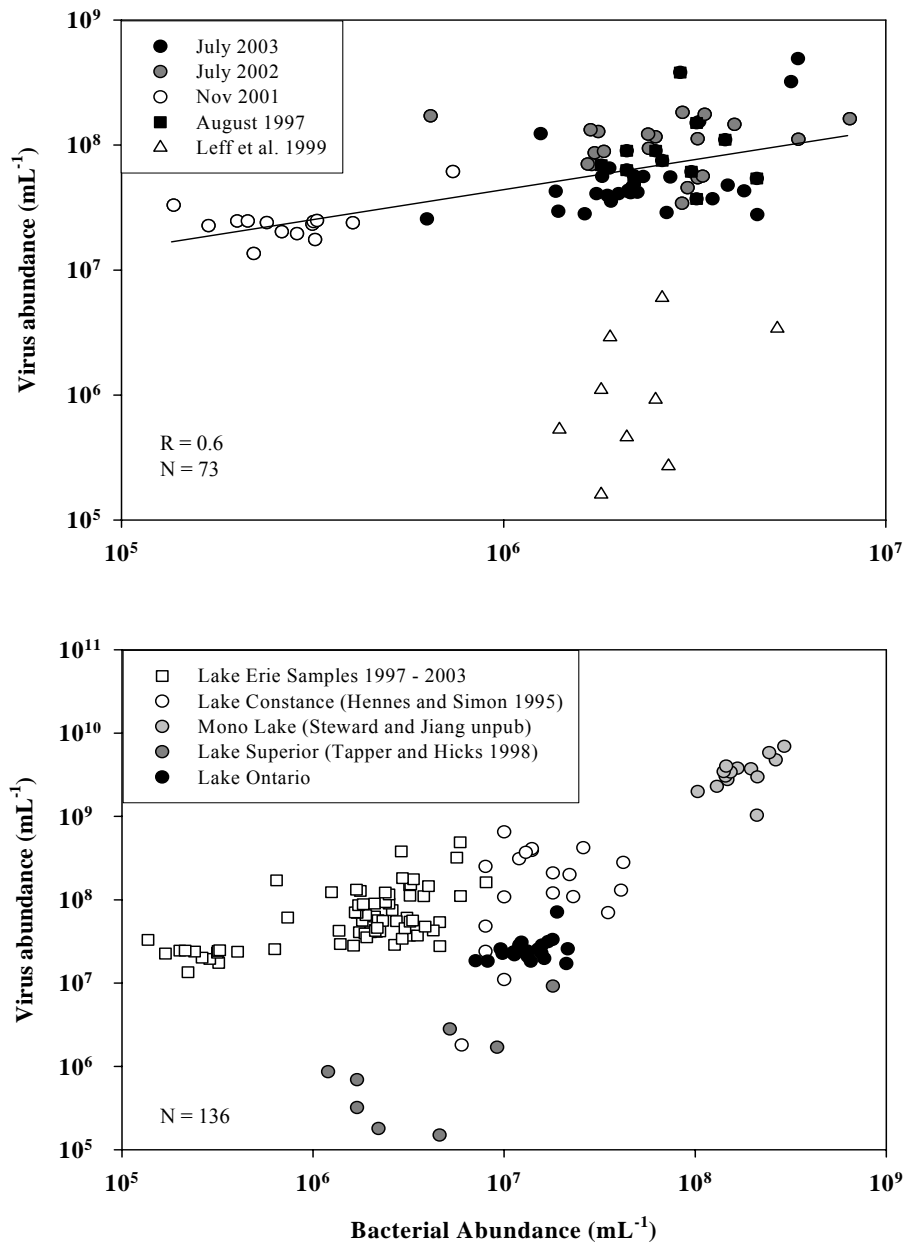 10⁹
July 2003
July 2002
Nov 2001
August 1997
Leff et al. 1999
10⁸
10⁷
10⁶
10⁵
Virus abundance (mL⁻¹)
R = 0.6
N = 73
10⁵
10⁶
10⁷
10¹¹
Lake Erie Samples 1997 - 2003
Lake Constance (Hennes and Simon 1995)
Mono Lake (Steward and Jiang unpub)
Lake Superior (Tapper and Hicks 1998)
Lake Ontario
10¹⁰
10⁹
10⁸
10⁷
10⁶
10⁵
Virus abundance (mL⁻¹)
N = 136
10⁵
10⁶
10⁷
10⁸
10⁹
Bacterial Abundance (mL⁻¹)